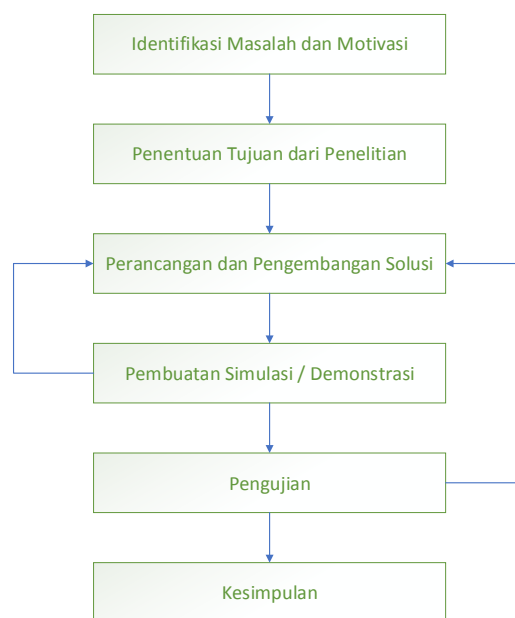 Identifikasi Masalah dan Motivasi
Penentuan Tujuan dari Penelitian
Perancangan dan Pengembangan Solusi
Pembuatan Simulasi / Demonstrasi
Pengujian
Kesimpulan